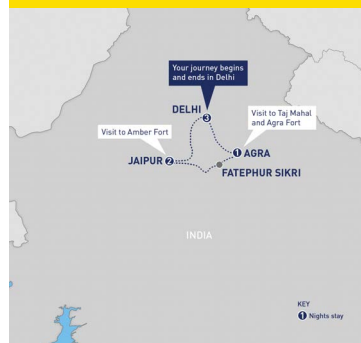 Your journey begins
and ends in Delhi
DELHI 3
Visit to Taj Mahal
and Agra Fort
Visit to Amber Fort
1 AGRA
JAIPUR 2
FATEPHUR SIKRI
INDIA
KEY
1 Nights stay